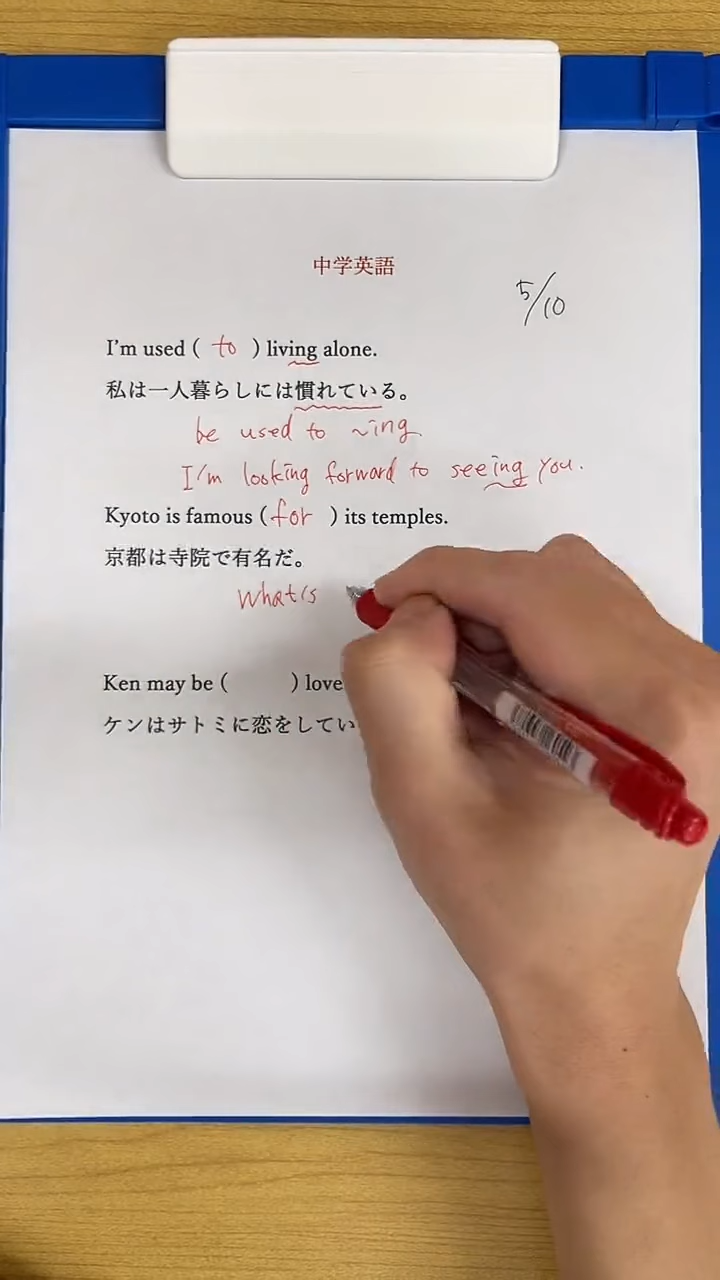 中学英語
5/10
I'm used ( to ) living alone.
私は一人暮らしには慣れている。
be used to ~ing.
I'm looking forward to seeing you.
Kyoto is famous ( for ) its temples.
京都は寺院で有名だ。
What is
Ken may be ( ) love
ケンはサトミに恋をしてい